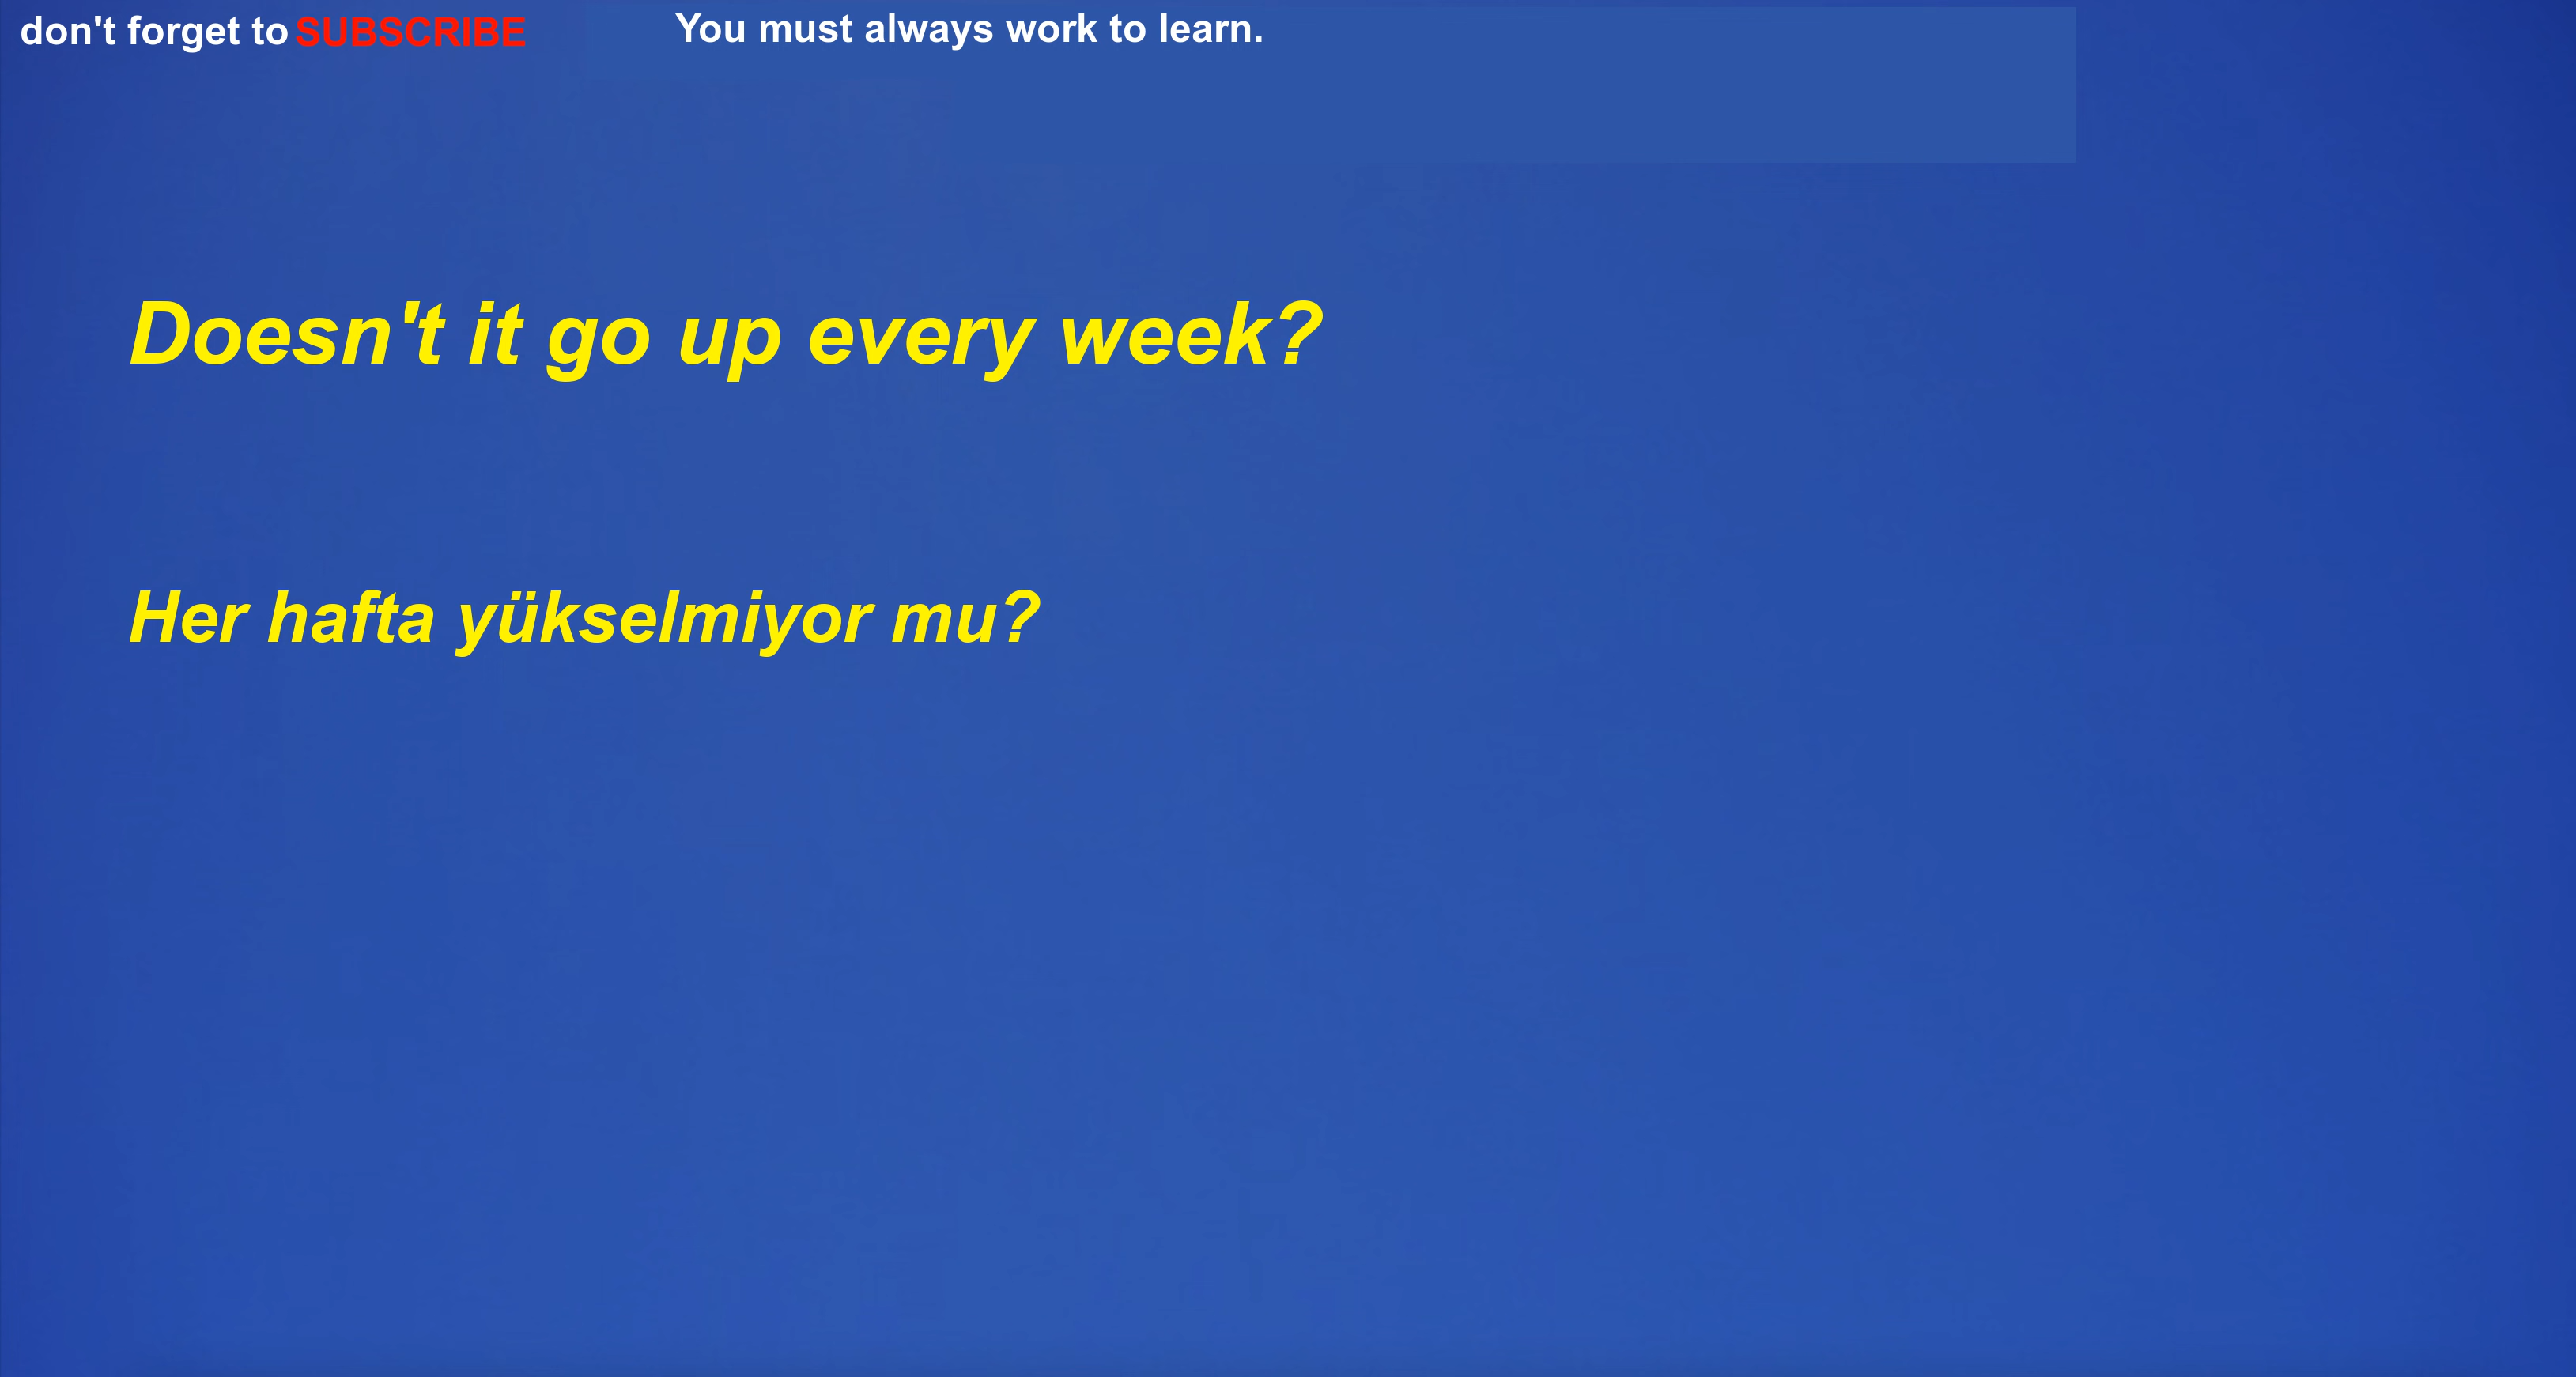 don't forget to SUBSCRIBE You must always work to learn.
Doesn't it go up every week?
Her hafta yükselmiyor mu?